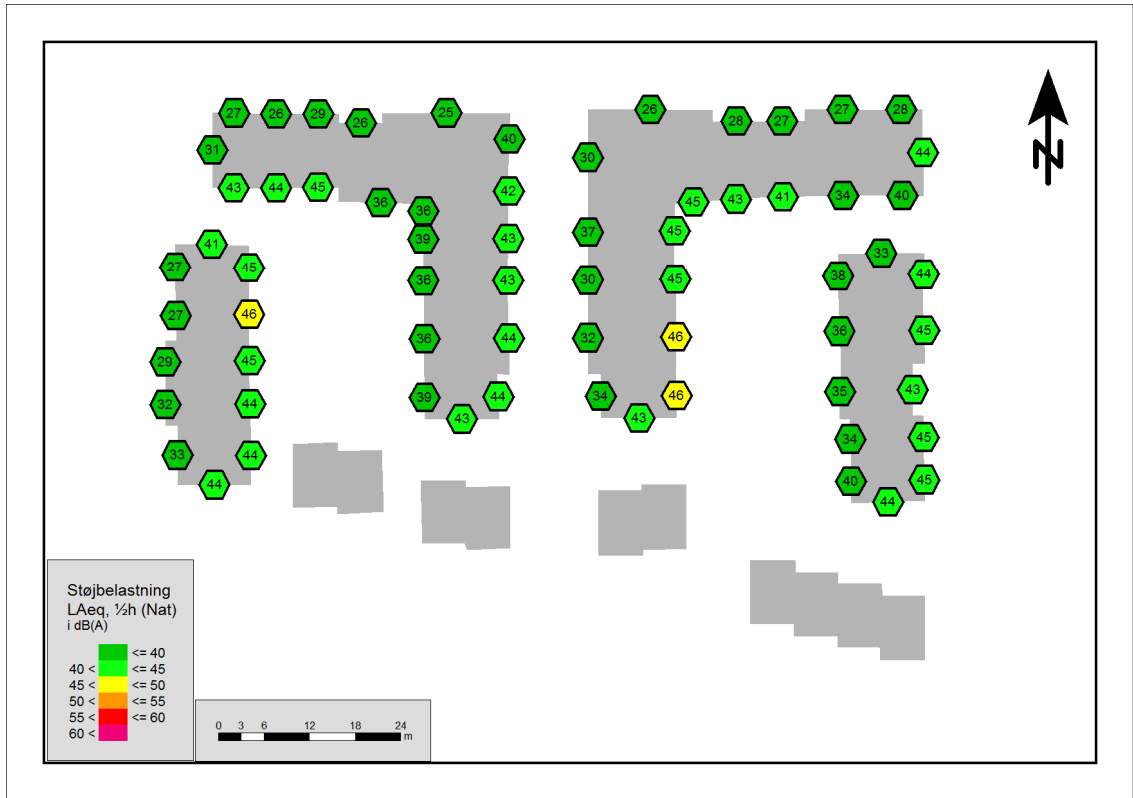 27 26 29 26 25 26 28 27 27 28
40
31 30 44
43 44 45 42
36 36 45 43 41 34 40
41 39 43 37 45
27 45 33
36 43 30 45 38 44
27 46
36 44 32 46 36 45
29 45
39 44 34 46 35 43
32 44
43 43
33 44 34 45
44 40 45
44
N
Støjbelastning
LAeq, ½h (Nat)
i dB(A)
<= 40
40 < <= 45
45 < <= 50
50 < <= 55
55 < <= 60
60 <
0 3 6 12 18 24
m